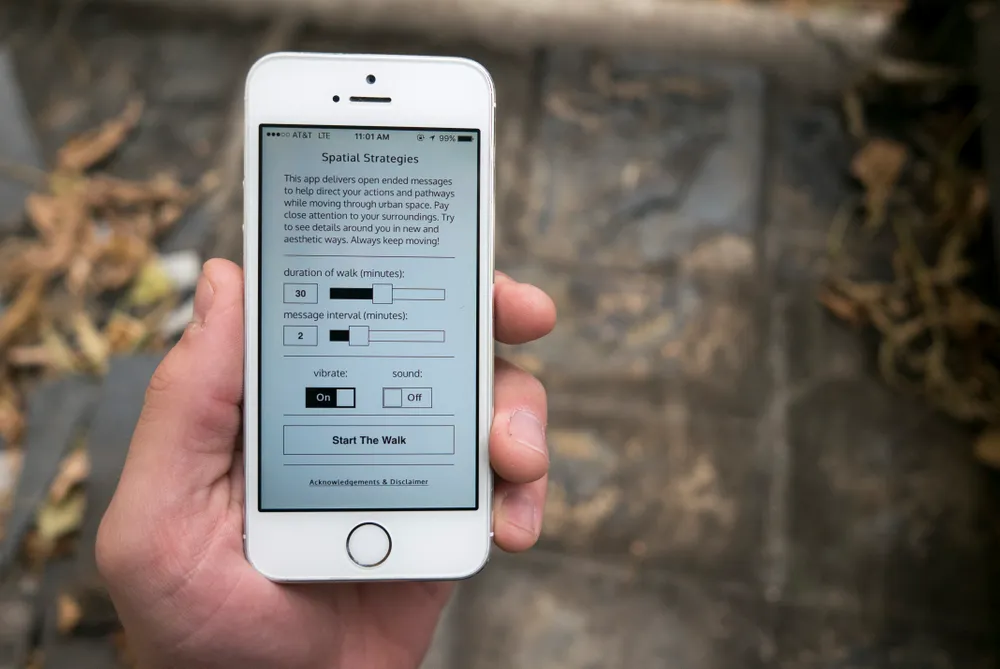 AT&T LTE 11:01 AM 99%
Spatial Strategies
This app delivers open ended messages
to help direct your actions and pathways
while moving through urban space. Pay
close attention to your surroundings. Try
to see details around you in new and
aesthetic ways. Always keep moving!
duration of walk (minutes):
30
message interval (minutes):
2
vibrate: sound:
On Off
Start The Walk
Acknowledgements & Disclaimer